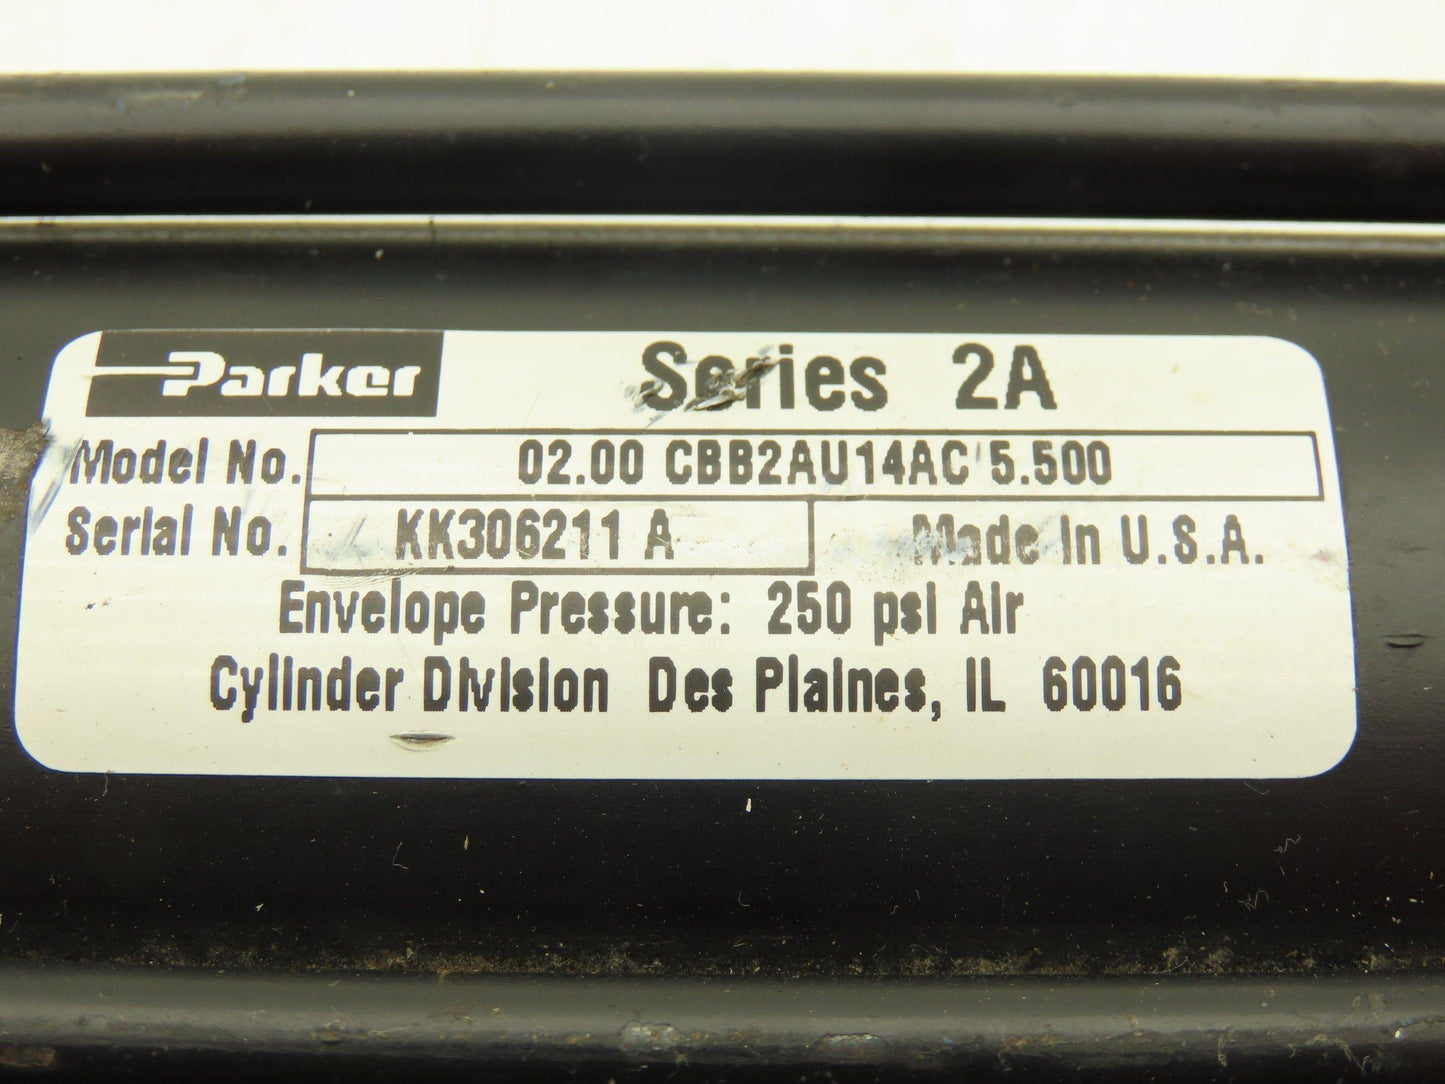 Parker
Series 2A
Model No. 02.00 CBB2AU14AC 5.500
Serial No. KK306211 A Made In U.S.A.
Envelope Pressure: 250 psi Air
Cylinder Division Des Plaines, IL 60016